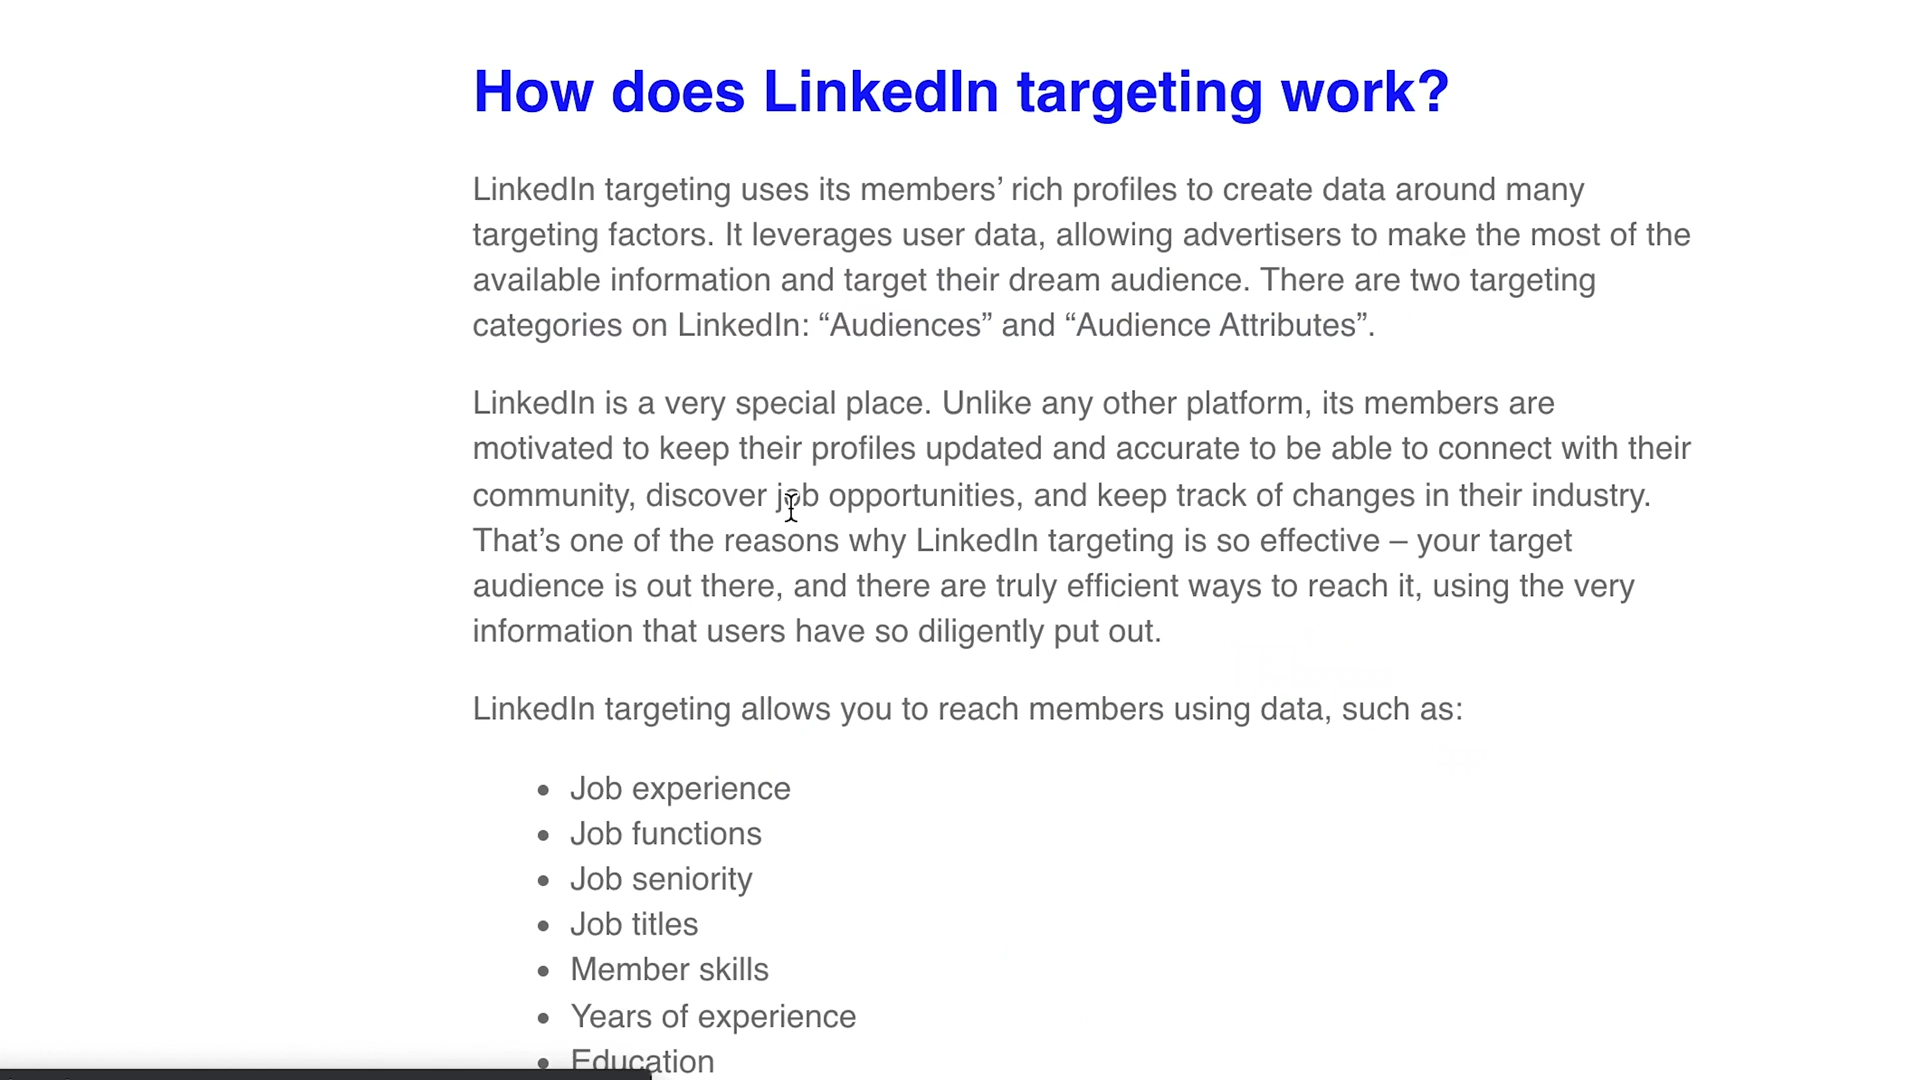 How does LinkedIn targeting work?
LinkedIn targeting uses its members’ rich profiles to create data around many
targeting factors. It leverages user data, allowing advertisers to make the most of the
available information and target their dream audience. There are two targeting
categories on LinkedIn: “Audiences” and “Audience Attributes”.
LinkedIn is a very special place. Unlike any other platform, its members are
motivated to keep their profiles updated and accurate to be able to connect with their
community, discover job opportunities, and keep track of changes in their industry.
That’s one of the reasons why LinkedIn targeting is so effective – your target
audience is out there, and there are truly efficient ways to reach it, using the very
information that users have so diligently put out.
LinkedIn targeting allows you to reach members using data, such as:
• Job experience
• Job functions
• Job seniority
• Job titles
• Member skills
• Years of experience
• Education